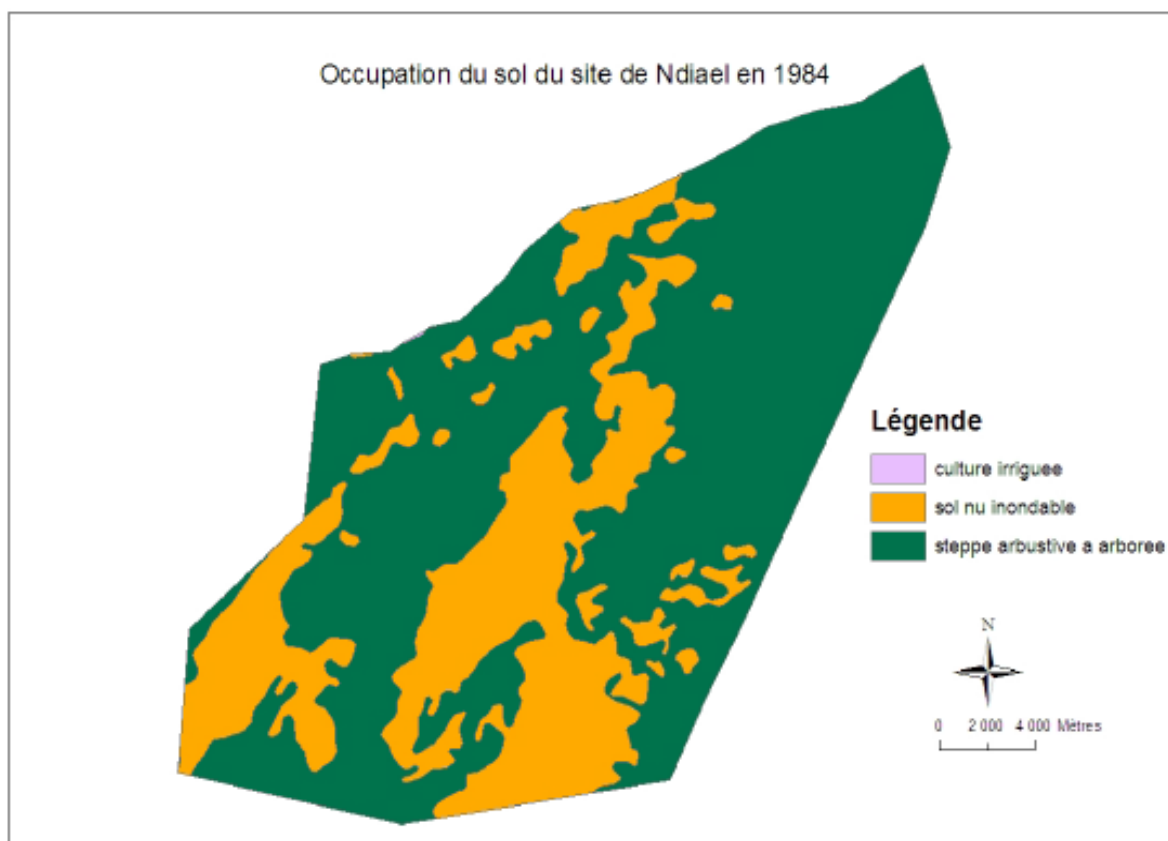 Occupation du sol du site de Ndiael en 1984
Légende
culture irriguee
sol nu inondable
steppe arbustive a arboree
N
0 2 000 4 000 Mètres